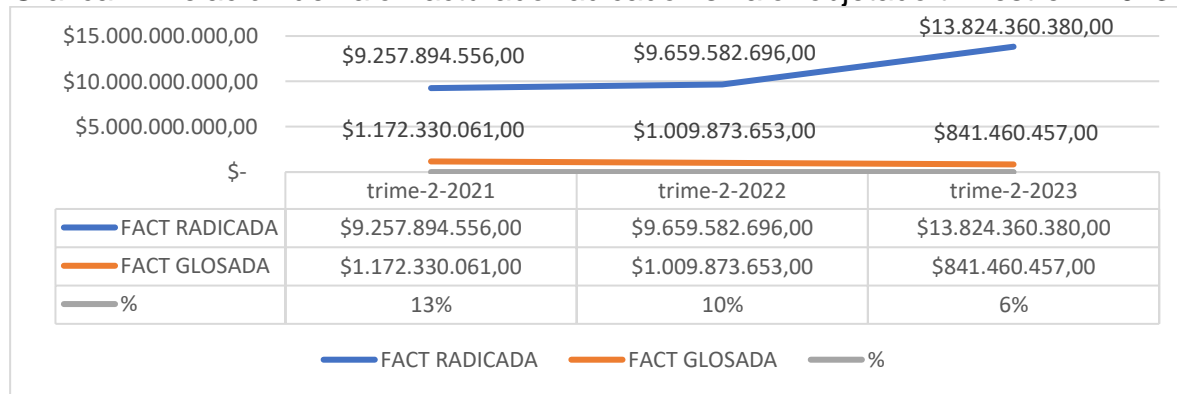 $15.000.000.000,00
$10.000.000.000,00
$5.000.000.000,00
$-
$9.257.894.556,00 $9.659.582.696,00 $13.824.360.380,00
$1.172.330.061,00 $1.009.873.653,00 $841.460.457,00
trime-2-2021 trime-2-2022 trime-2-2023
FACT RADICADA $9.257.894.556,00 $9.659.582.696,00 $13.824.360.380,00
FACT GLOSADA $1.172.330.061,00 $1.009.873.653,00 $841.460.457,00
% 13% 10% 6%
FACT RADICADA FACT GLOSADA %